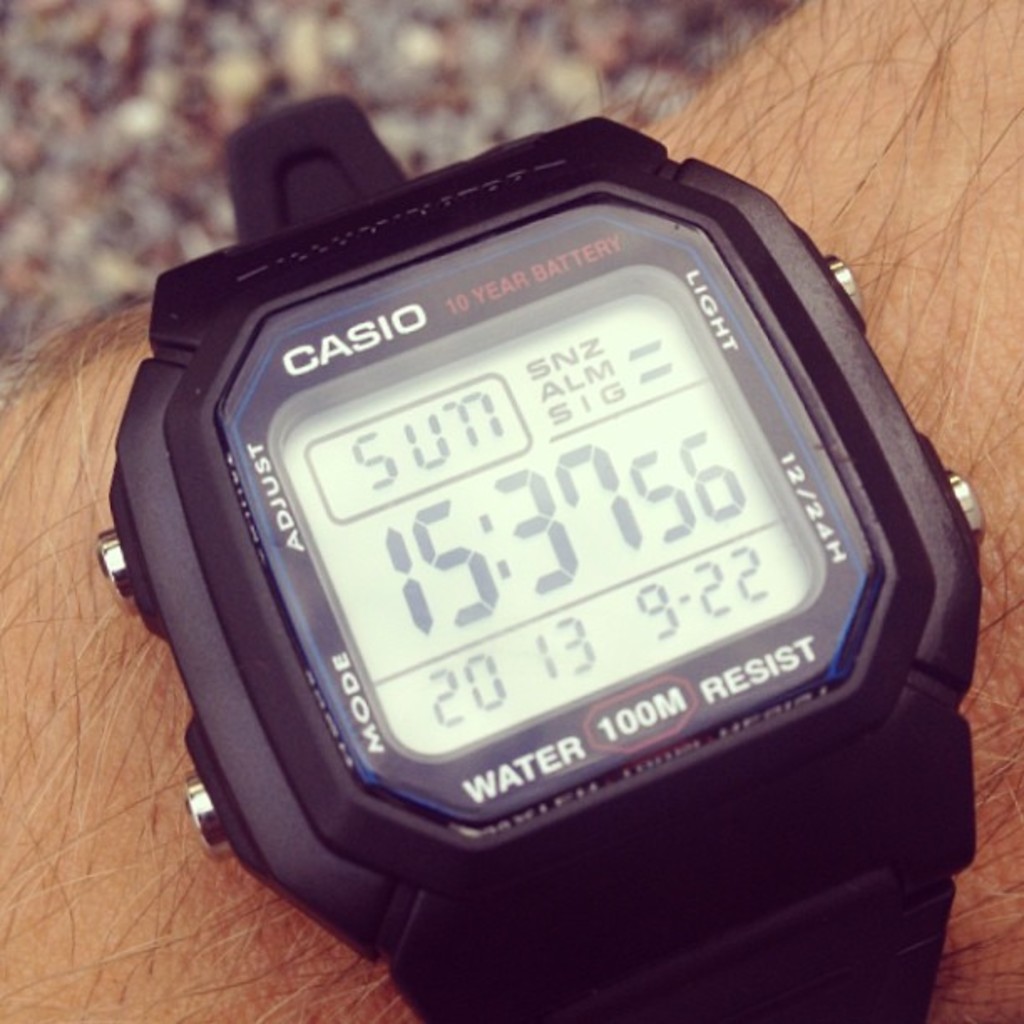 ILLUMINATOR
CASIO 10 YEAR BATTERY
LIGHT
SUN
SNZ
ALM
SIG
ADJUST
15:37 56
12/24H
2013 9-22
MODE
WATER 100M RESIST